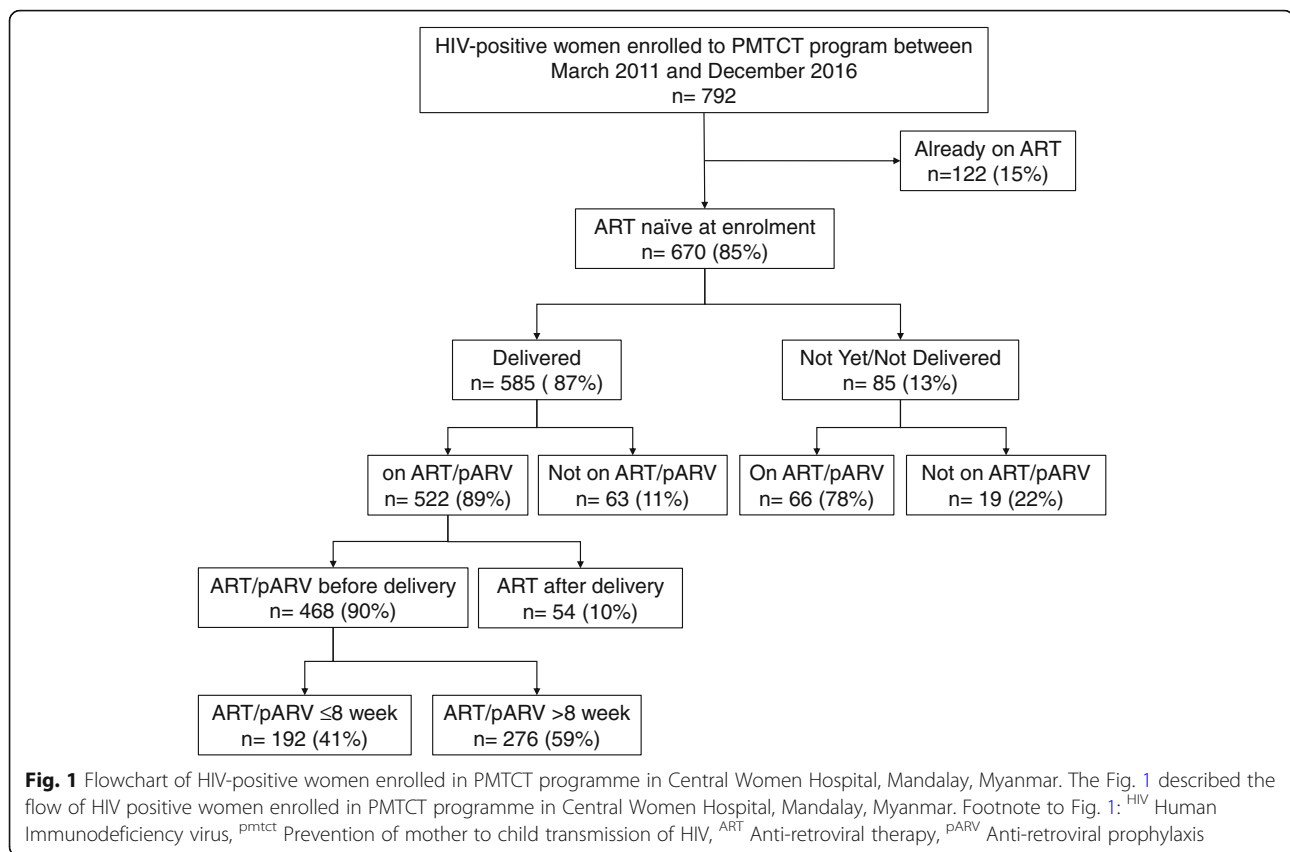 HIV-positive women enrolled to PMTCT program between
March 2011 and December 2016
n= 792
Already on ART
n=122 (15%)
ART naïve at enrolment
n= 670 (85%)
Delivered
n= 585 ( 87%)
Not Yet/Not Delivered
n= 85 (13%)
on ART/pARV
n= 522 (89%)
Not on ART/pARV
n= 63 (11%)
On ART/pARV
n= 66 (78%)
Not on ART/pARV
n= 19 (22%)
ART/pARV before delivery
n= 468 (90%)
ART after delivery
n= 54 (10%)
ART/pARV ≤8 week
n= 192 (41%)
ART/pARV >8 week
n= 276 (59%)
Fig. 1 Flowchart of HIV-positive women enrolled in PMTCT programme in Central Women Hospital, Mandalay, Myanmar. The Fig. 1 described the
flow of HIV positive women enrolled in PMTCT programme in Central Women Hospital, Mandalay, Myanmar. Footnote to Fig. 1: HIV Human
Immunodeficiency virus, pmtct Prevention of mother to child transmission of HIV, ART Anti-retroviral therapy, pARV Anti-retroviral prophylaxis